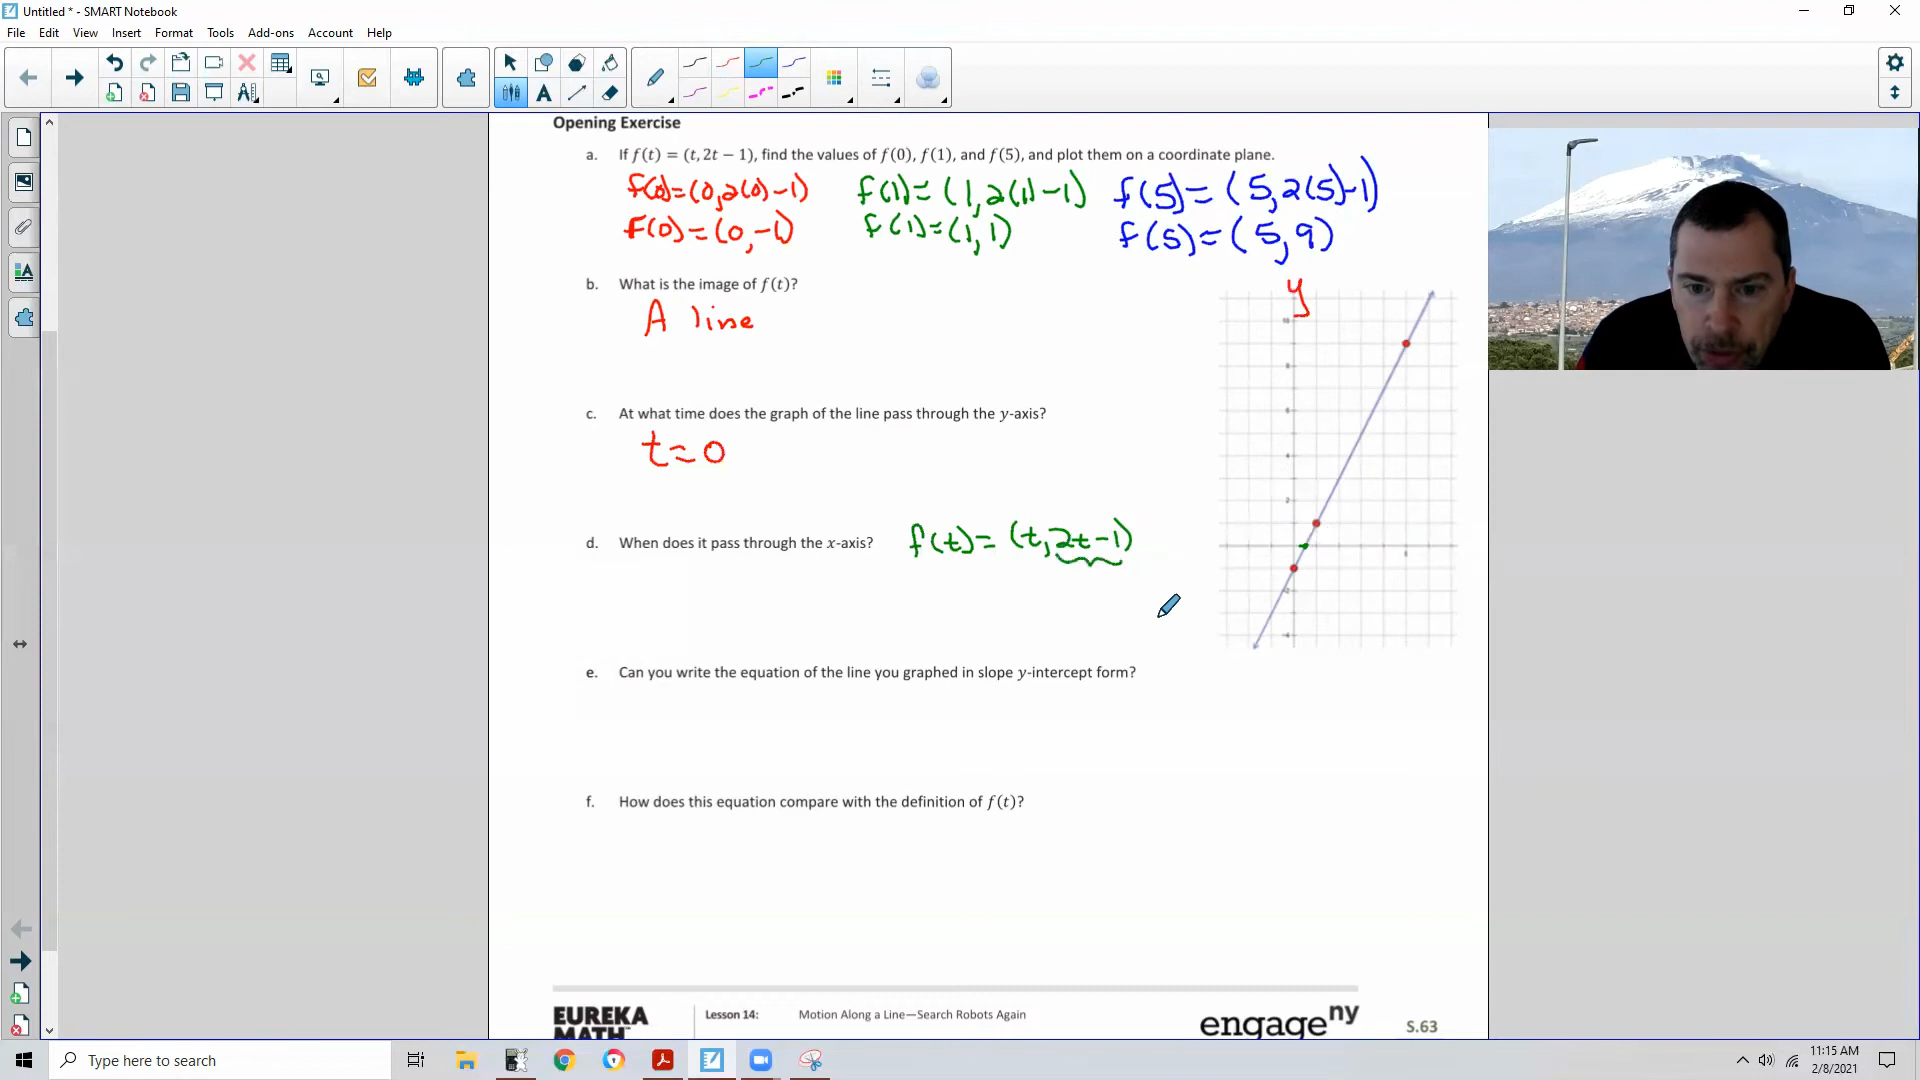 Untitled * - SMART Notebook
File Edit View Insert Format Tools Add-ons Account Help
Opening Exercise
a. If f(t) = (t, 2t − 1), find the values of f(0), f(1), and f(5), and plot them on a coordinate plane.
f(0)=(0,2(0)-1) f(1)=(1,2(1)-1) f(5)=(5,2(5)-1)
f(0)=(0,-1) f(1)=(1,1) f(5)=(5,9)
b. What is the image of f(t)?
y
A line
c. At what time does the graph of the line pass through the y-axis?
t=0
d. When does it pass through the x-axis? f(t)=(t,2t-1)
e. Can you write the equation of the line you graphed in slope y-intercept form?
f. How does this equation compare with the definition of f(t)?
EUREKA MATH™
Lesson 14: Motion Along a Line—Search Robots Again
engageny
S.63
Type here to search
11:15 AM
2/8/2021